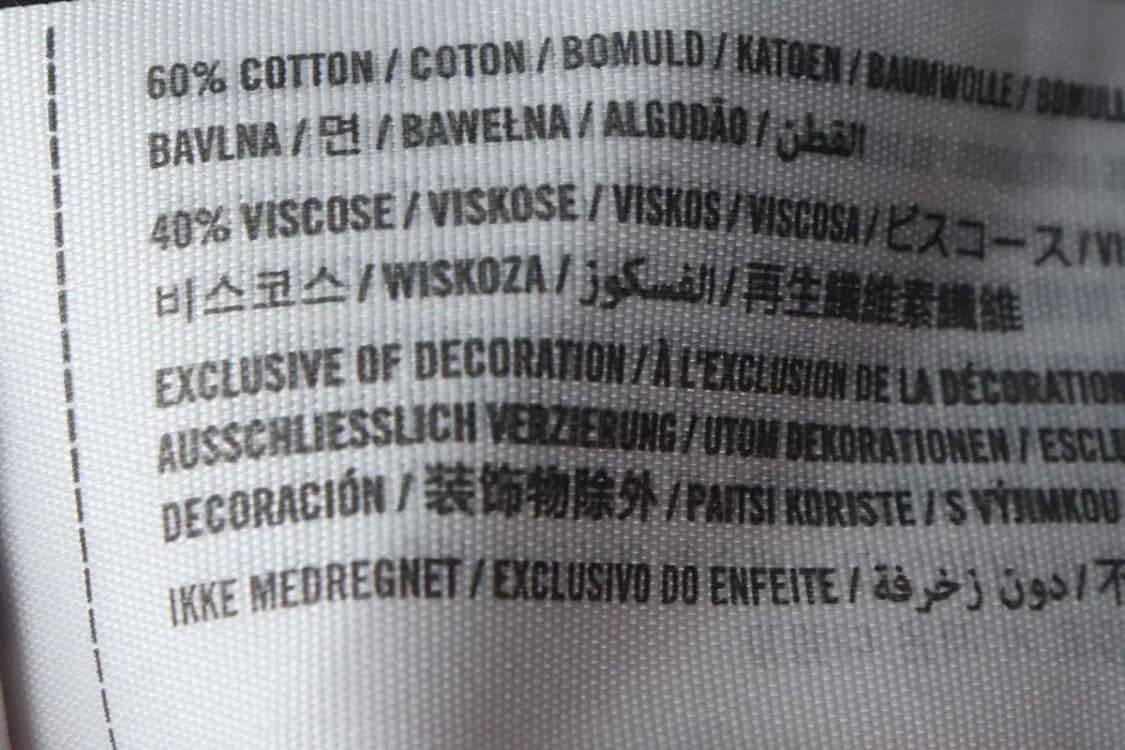 60% COTTON / COTON / BOMULD / KATOEN / BAUMWOLLE /
BAVLNA / 면 / BAWEŁNA / ALGODÃO / القطن
40% VISCOSE / VISKOSE / VISKOS / VISCOSA / ビスコース /
비스코스 / WISKOZA / الفسكوز / 再生纖維素纖維
EXCLUSIVE OF DECORATION / À L'EXCLUSION DE LA DÉCORATION
AUSSCHLIESSLICH VERZIERUNG / UTOM DEKORATIONEN /
DECORACIÓN / 装饰物除外 / PAITSI KORISTE / S VÝJIMKOU
IKKE MEDREGNET / EXCLUSIVO DO ENFEITE / دون زخرفة / 不